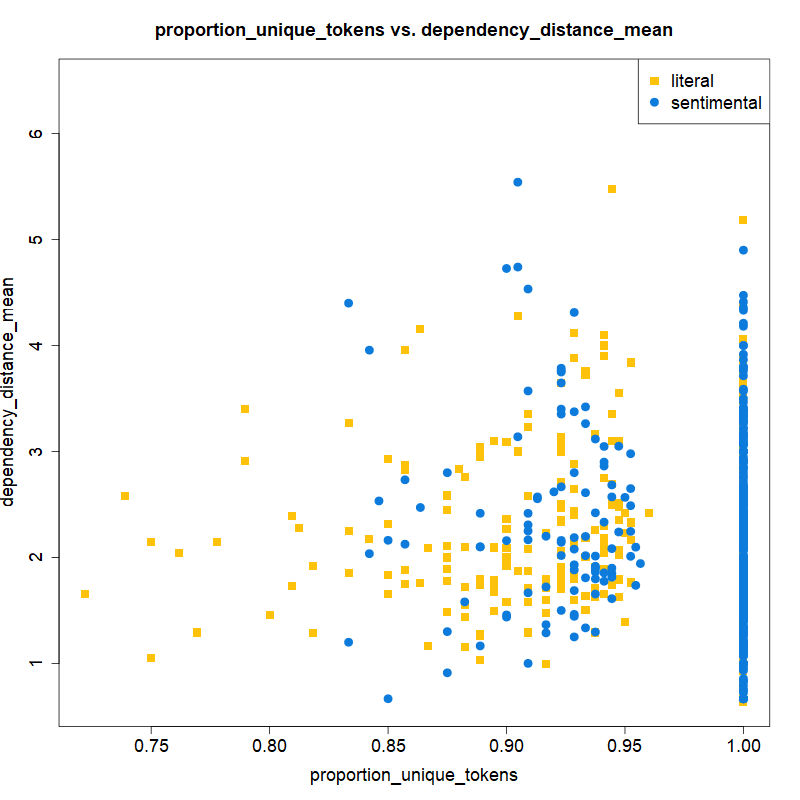 proportion_unique_tokens vs. dependency_distance_mean
literal
sentimental
6
5
4
3
2
1
dependency_distance_mean
0.75 0.80 0.85 0.90 0.95 1.00
proportion_unique_tokens